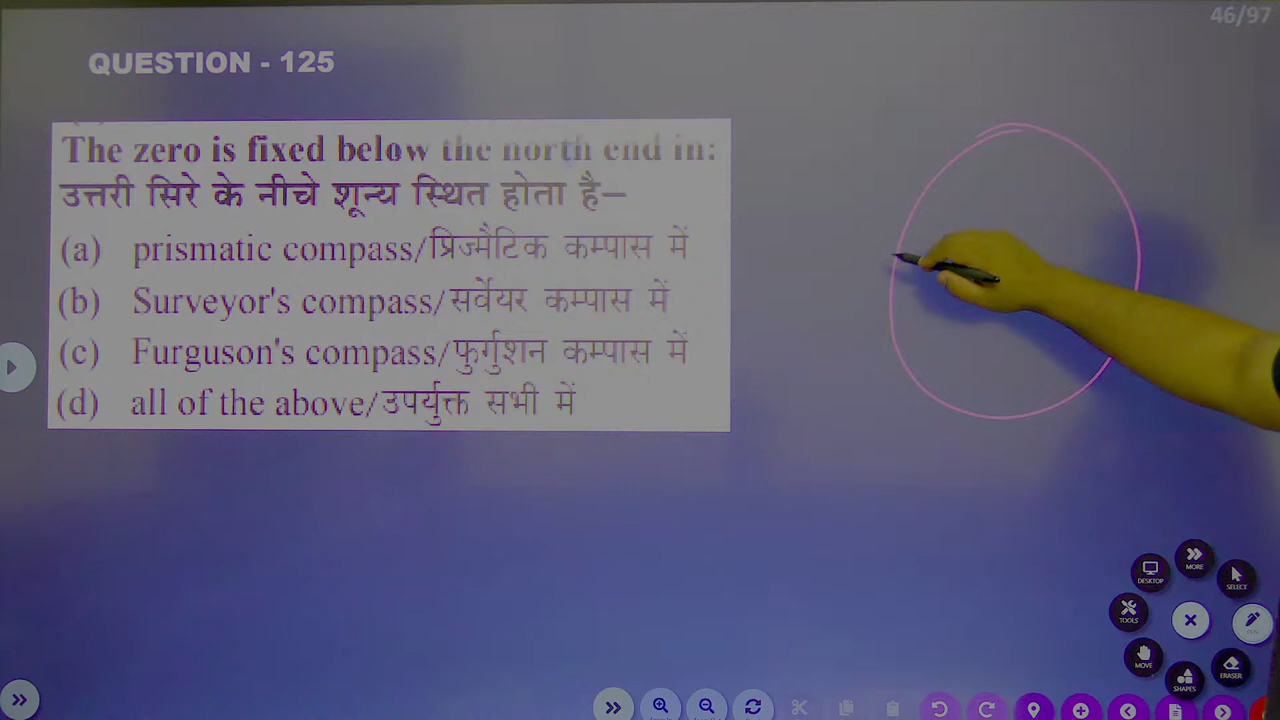 46/97
QUESTION - 125
The zero is fixed below the north end in:
उत्तरी सिरे के नीचे शून्य स्थित होता है–
(a) prismatic compass/प्रिज्मैटिक कम्पास में
(b) Surveyor's compass/सर्वेयर कम्पास में
(c) Furguson's compass/फुर्गुशन कम्पास में
(d) all of the above/उपर्युक्त सभी में
MORE
DESKTOP
SELECT
TOOLS
MOVE
ERASER
SHAPES